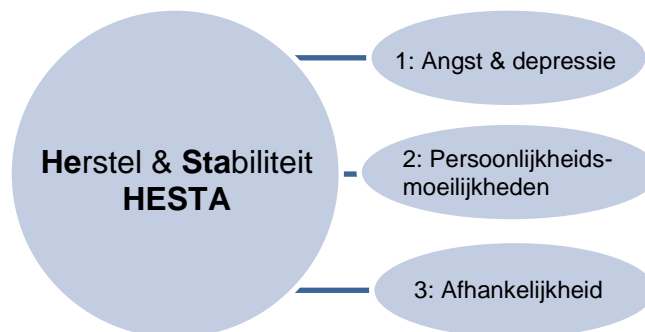 Herstel & Stabiliteit
HESTA
1: Angst & depressie
2: Persoonlijkheids-
moeilijkheden
3: Afhankelijkheid